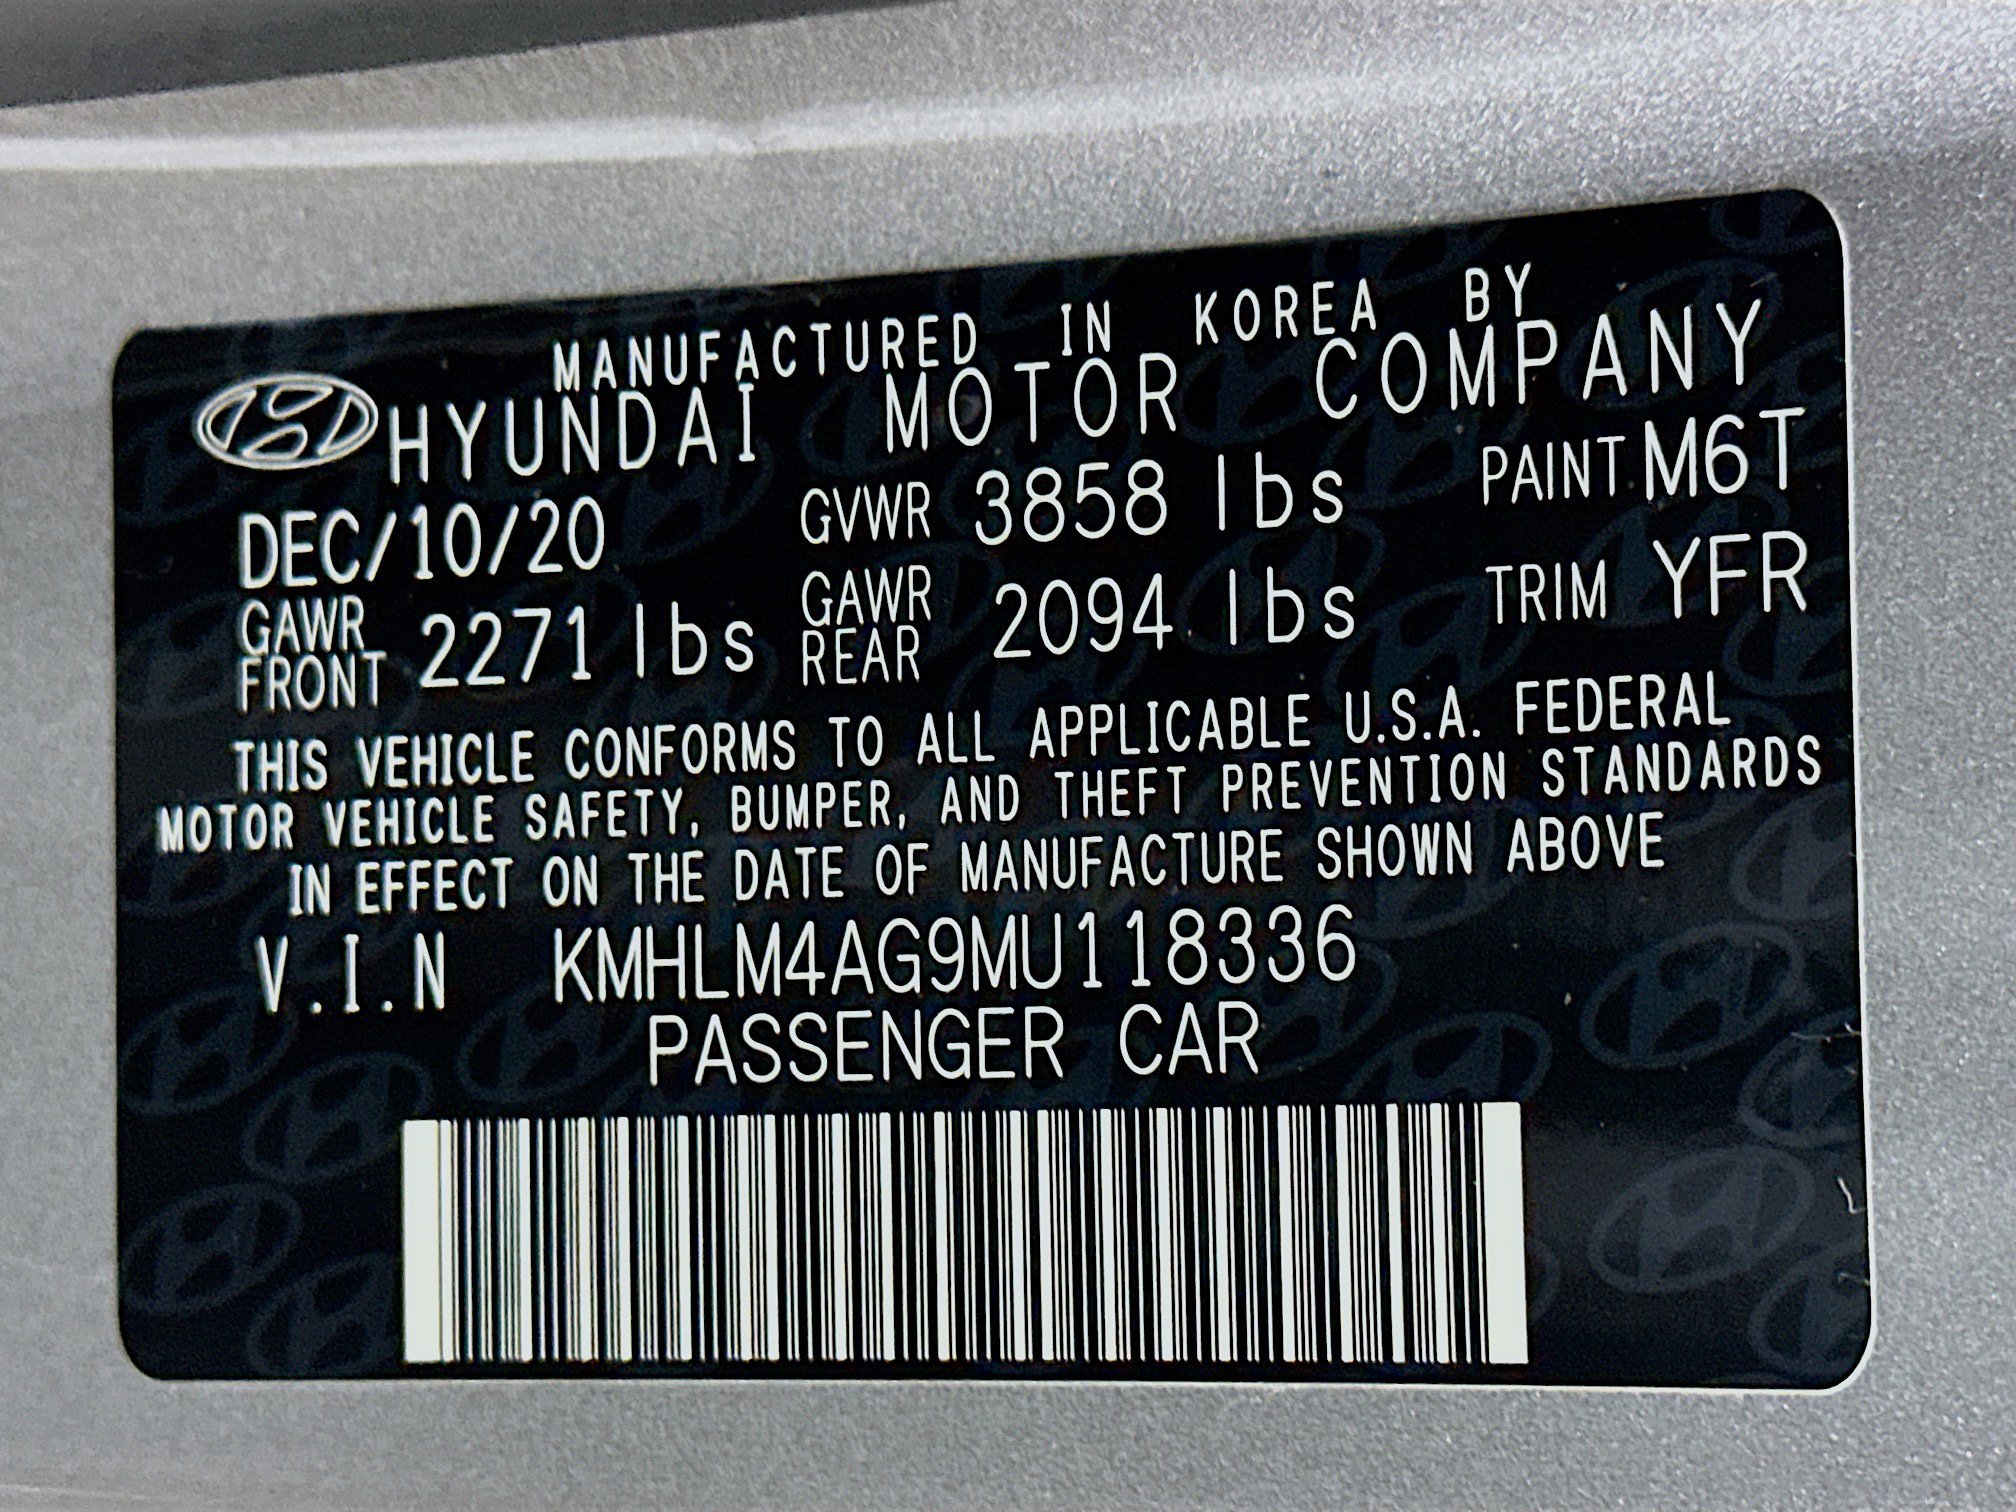 MANUFACTURED IN KOREA BY
HYUNDAI MOTOR COMPANY
DEC/10/20 GVWR 3858 lbs PAINT M6T
GAWR FRONT 2271 lbs GAWR REAR 2094 lbs TRIM YFR
THIS VEHICLE CONFORMS TO ALL APPLICABLE U.S.A. FEDERAL
MOTOR VEHICLE SAFETY, BUMPER, AND THEFT PREVENTION STANDARDS
IN EFFECT ON THE DATE OF MANUFACTURE SHOWN ABOVE
V.I.N KMHLM4AG9MU118336
PASSENGER CAR